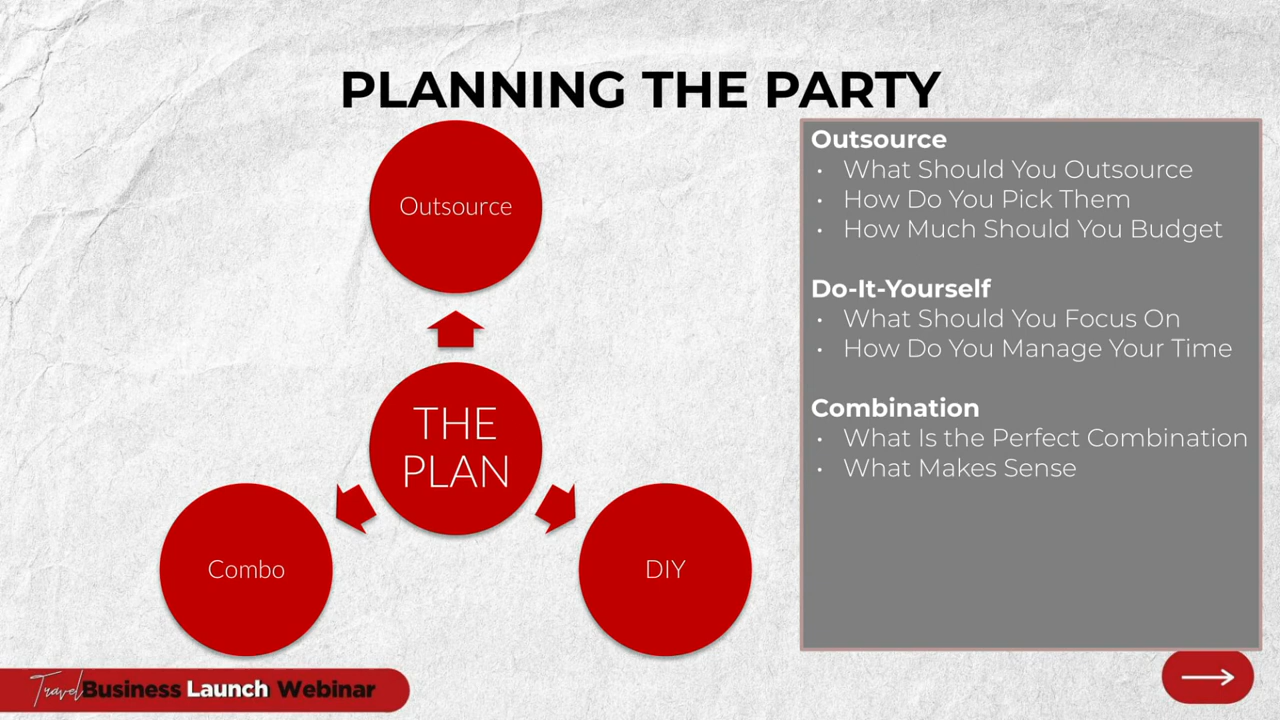 PLANNING THE PARTY
Outsource
THE
PLAN
Combo
DIY
Outsource
• What Should You Outsource
• How Do You Pick Them
• How Much Should You Budget
Do-It-Yourself
• What Should You Focus On
• How Do You Manage Your Time
Combination
• What Is the Perfect Combination
• What Makes Sense
Travel Business Launch Webinar